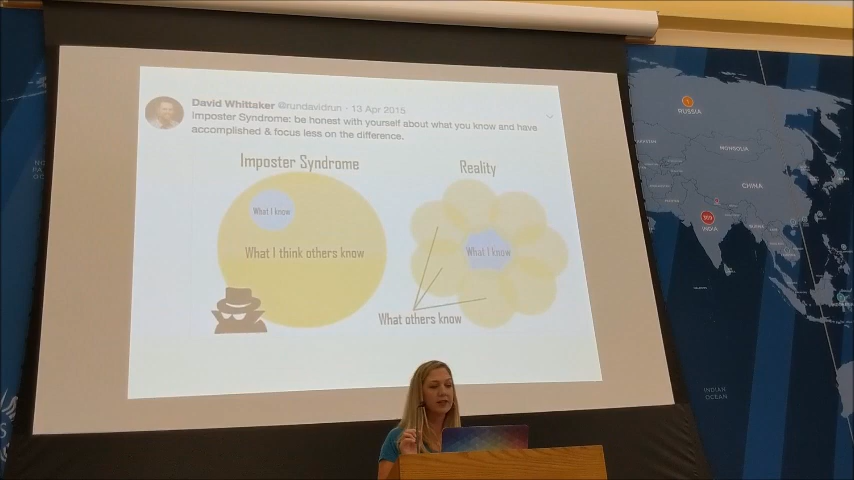 David Whittaker @rundavidrun · 13 Apr 2015
Imposter Syndrome: be honest with yourself about what you know and have
accomplished & focus less on the difference.
Imposter Syndrome
Reality
What I know
What I think others know
What I know
What others know
RUSSIA
MONGOLIA
CHINA
INDIA
INDIAN
OCEAN